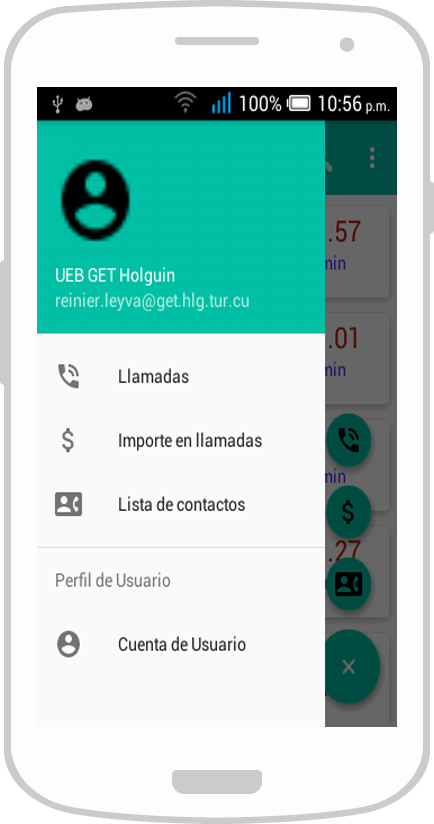 100% 10:56 p.m.
UEB GET Holguin
reinier.leyva@get.hlg.tur.cu
.57
min
Llamadas
.01
min
Importe en llamadas
min
Lista de contactos
.27
Perfil de Usuario
Cuenta de Usuario